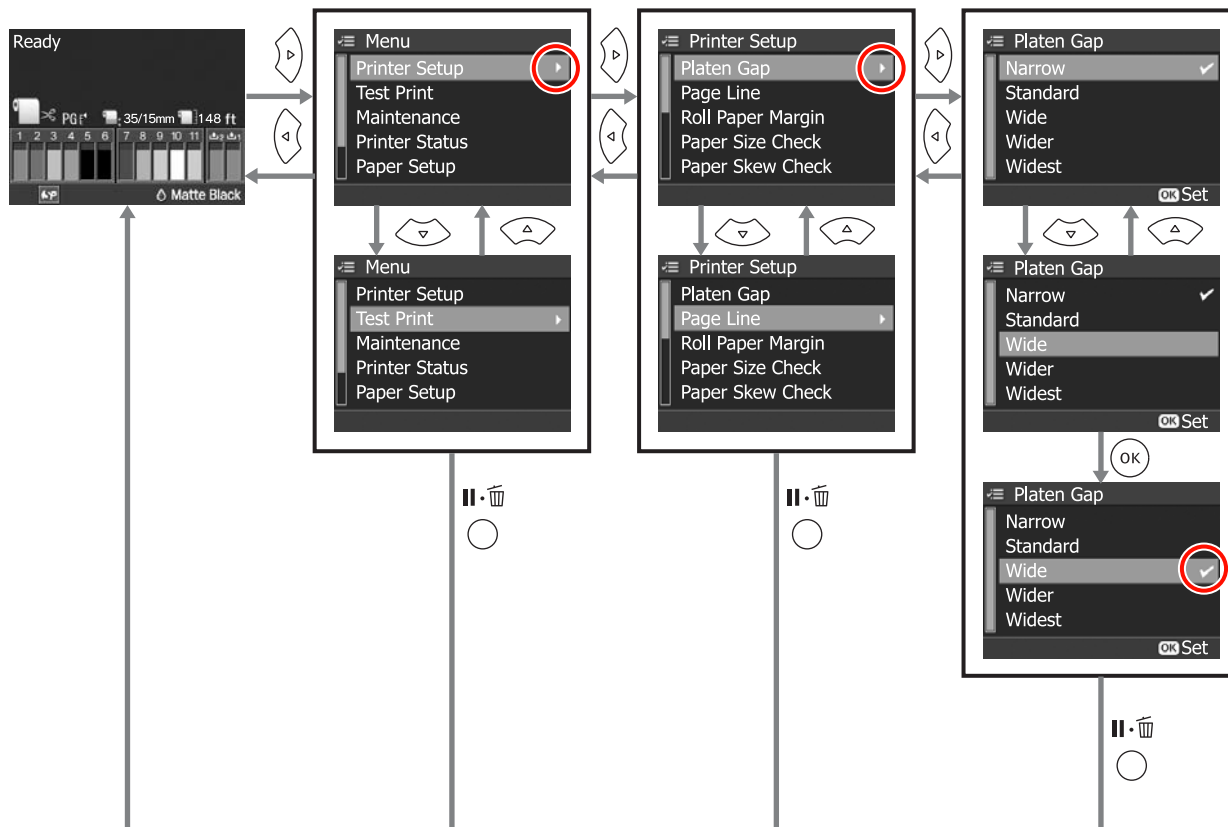 Ready
PG 35/15mm 148 ft
1 2 3 4 5 6 7 8 9 10 11 2 1
Matte Black
Menu
Printer Setup
Test Print
Maintenance
Printer Status
Paper Setup
Menu
Printer Setup
Test Print
Maintenance
Printer Status
Paper Setup
Printer Setup
Platen Gap
Page Line
Roll Paper Margin
Paper Size Check
Paper Skew Check
Printer Setup
Platen Gap
Page Line
Roll Paper Margin
Paper Size Check
Paper Skew Check
Platen Gap
Narrow
Standard
Wide
Wider
Widest
OK Set
Platen Gap
Narrow
Standard
Wide
Wider
Widest
OK Set
OK
Platen Gap
Narrow
Standard
Wide
Wider
Widest
OK Set